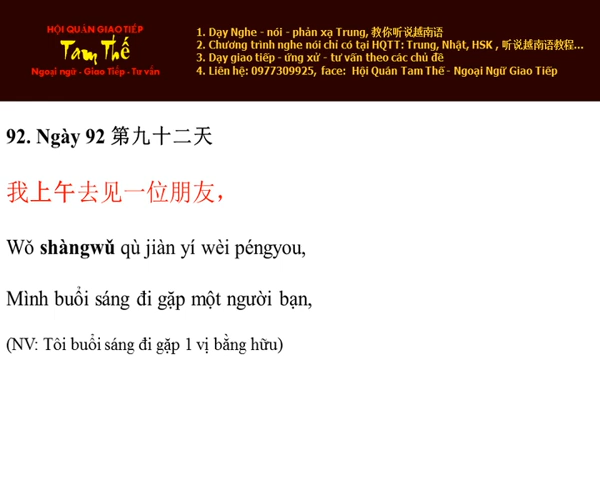 HỘI QUÁN GIAO TIẾP
Tam Thế
Ngoại ngữ - Giao Tiếp - Tư vấn
1. Dạy Nghe - nói - phản xạ Trung, 教你听说越南语
2. Chương trình nghe nói chỉ có tại HQTT: Trung, Nhật, HSK , 听说越南语教程...
3. Dạy giao tiếp - ứng xử - tư vấn theo các chủ đề
4. Liên hệ: 0977309925, face: Hội Quán Tam Thế - Ngoại Ngữ Giao Tiếp
92. Ngày 92 第九十二天
我上午去见一位朋友，
Wǒ shàngwǔ qù jiàn yí wèi péngyou,
Mình buổi sáng đi gặp một người bạn,
(NV: Tôi buổi sáng đi gặp 1 vị bằng hữu)